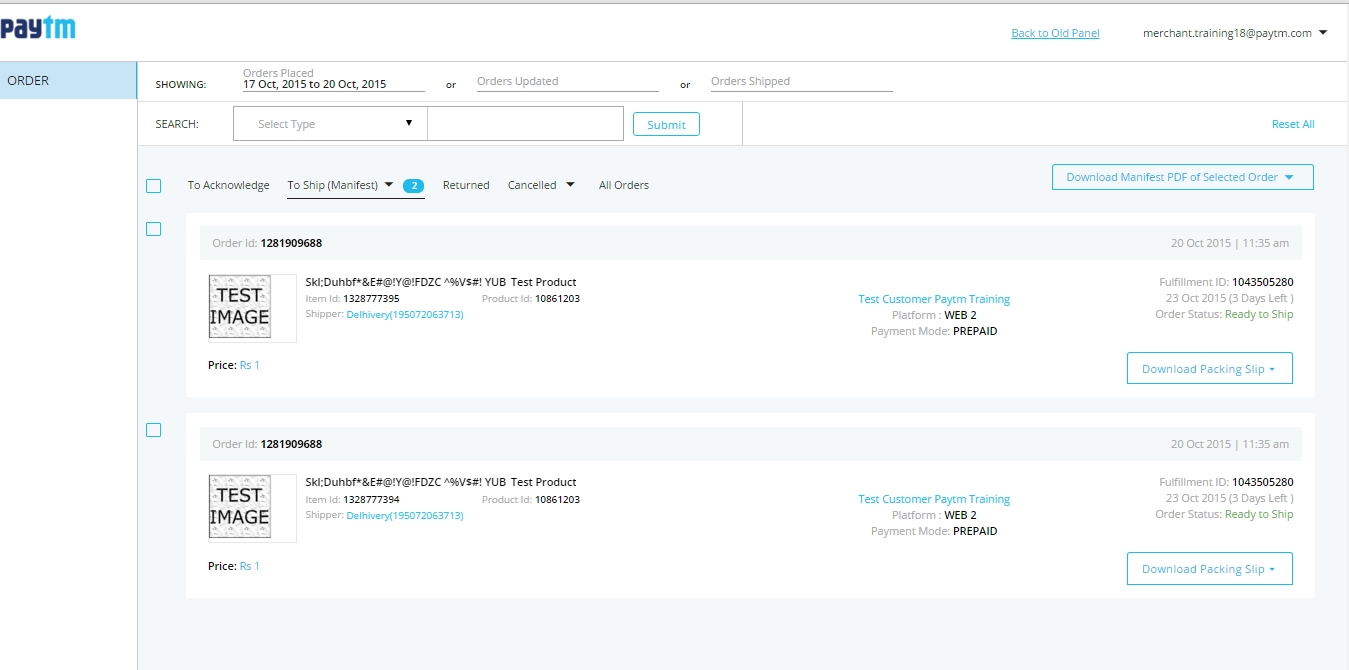 paytm
Back to Old Panel merchant.training18@paytm.com
ORDER
SHOWING: Orders Placed 17 Oct, 2015 to 20 Oct, 2015 or Orders Updated or Orders Shipped
SEARCH: Select Type Submit Reset All
To Acknowledge To Ship (Manifest) 2 Returned Cancelled All Orders Download Manifest PDF of Selected Order
Order Id: 1281909688 20 Oct 2015 | 11:35 am
TEST IMAGE
Skl;Duhbf*&E#@!Y@!FDZC ^%V$#! YUB Test Product
Item Id: 1328777395 Product Id: 10861203
Shipper: Delhivery(195072063713)
Test Customer Paytm Training
Platform : WEB 2
Payment Mode: PREPAID
Fulfillment ID: 1043505280
23 Oct 2015 (3 Days Left )
Order Status: Ready to Ship
Price: Rs 1 Download Packing Slip
Order Id: 1281909688 20 Oct 2015 | 11:35 am
TEST IMAGE
Skl;Duhbf*&E#@!Y@!FDZC ^%V$#! YUB Test Product
Item Id: 1328777394 Product Id: 10861203
Shipper: Delhivery(195072063713)
Test Customer Paytm Training
Platform : WEB 2
Payment Mode: PREPAID
Fulfillment ID: 1043505280
23 Oct 2015 (3 Days Left )
Order Status: Ready to Ship
Price: Rs 1 Download Packing Slip